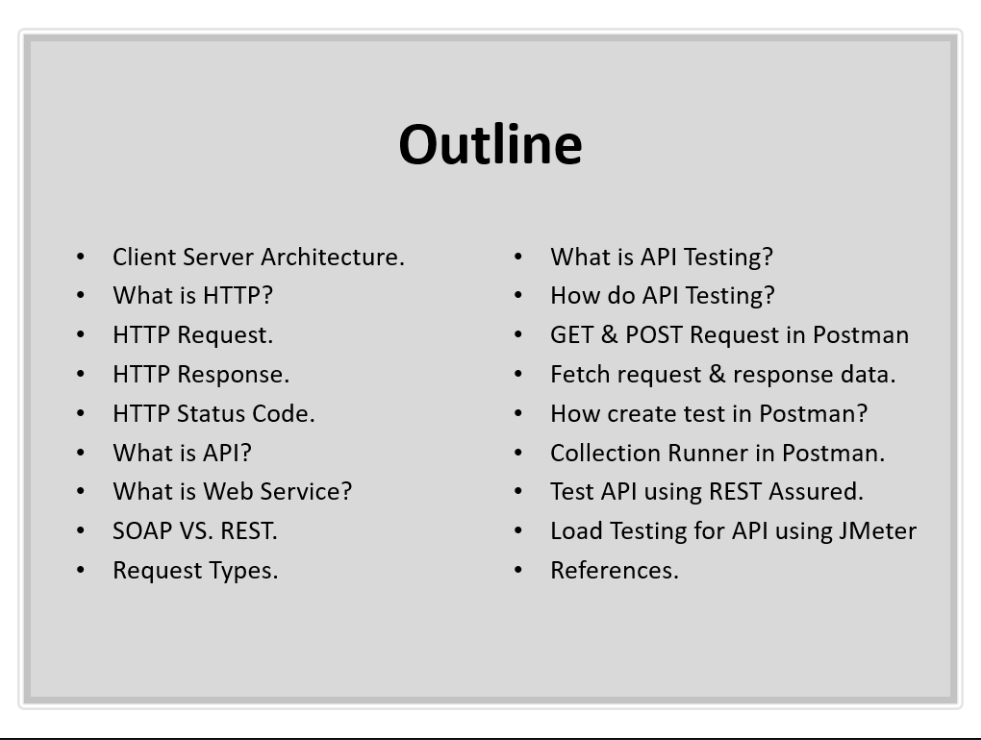 Outline
• Client Server Architecture.
• What is HTTP?
• HTTP Request.
• HTTP Response.
• HTTP Status Code.
• What is API?
• What is Web Service?
• SOAP VS. REST.
• Request Types.
• What is API Testing?
• How do API Testing?
• GET & POST Request in Postman
• Fetch request & response data.
• How create test in Postman?
• Collection Runner in Postman.
• Test API using REST Assured.
• Load Testing for API using JMeter
• References.